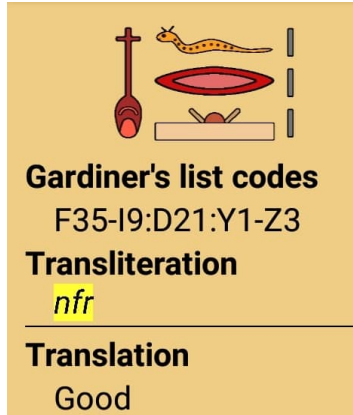 𓄤𓆑𓂋𓏛𓏪
Gardiner's list codes
F35-I9:D21:Y1-Z3
Transliteration
nfr
Translation
Good